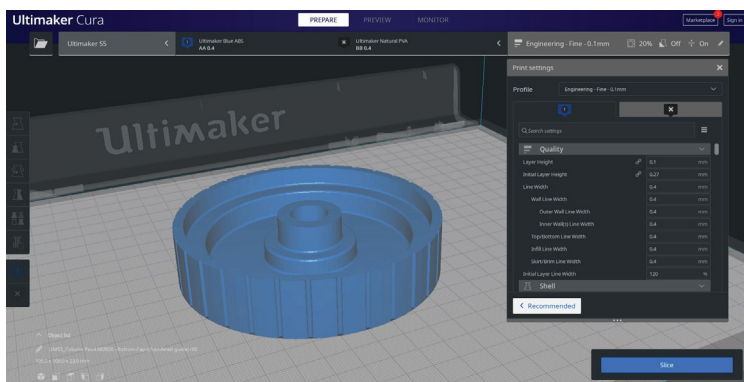 Ultimaker Cura
PREPARE
PREVIEW
MONITOR
Marketplace
Sign in
Ultimaker S5
1
Ultimaker Blue ABS
AA 0.4
Ultimaker Natural PVA
BB 0.4
Engineering - Fine - 0.1mm
20%
Off
On
Ultimaker
Print settings
Profile
Engineering - Fine - 0.1mm
1
Search settings
Quality
Layer Height 0.1 mm
Initial Layer Height 0.27 mm
Line Width 0.4 mm
Wall Line Width 0.4 mm
Outer Wall Line Width 0.4 mm
Inner Wall(s) Line Width 0.4 mm
Top/Bottom Line Width 0.4 mm
Infill Line Width 0.4 mm
Skirt/Brim Line Width 0.4 mm
Initial Layer Line Width 120 %
Shell
Recommended
Object list
Slice